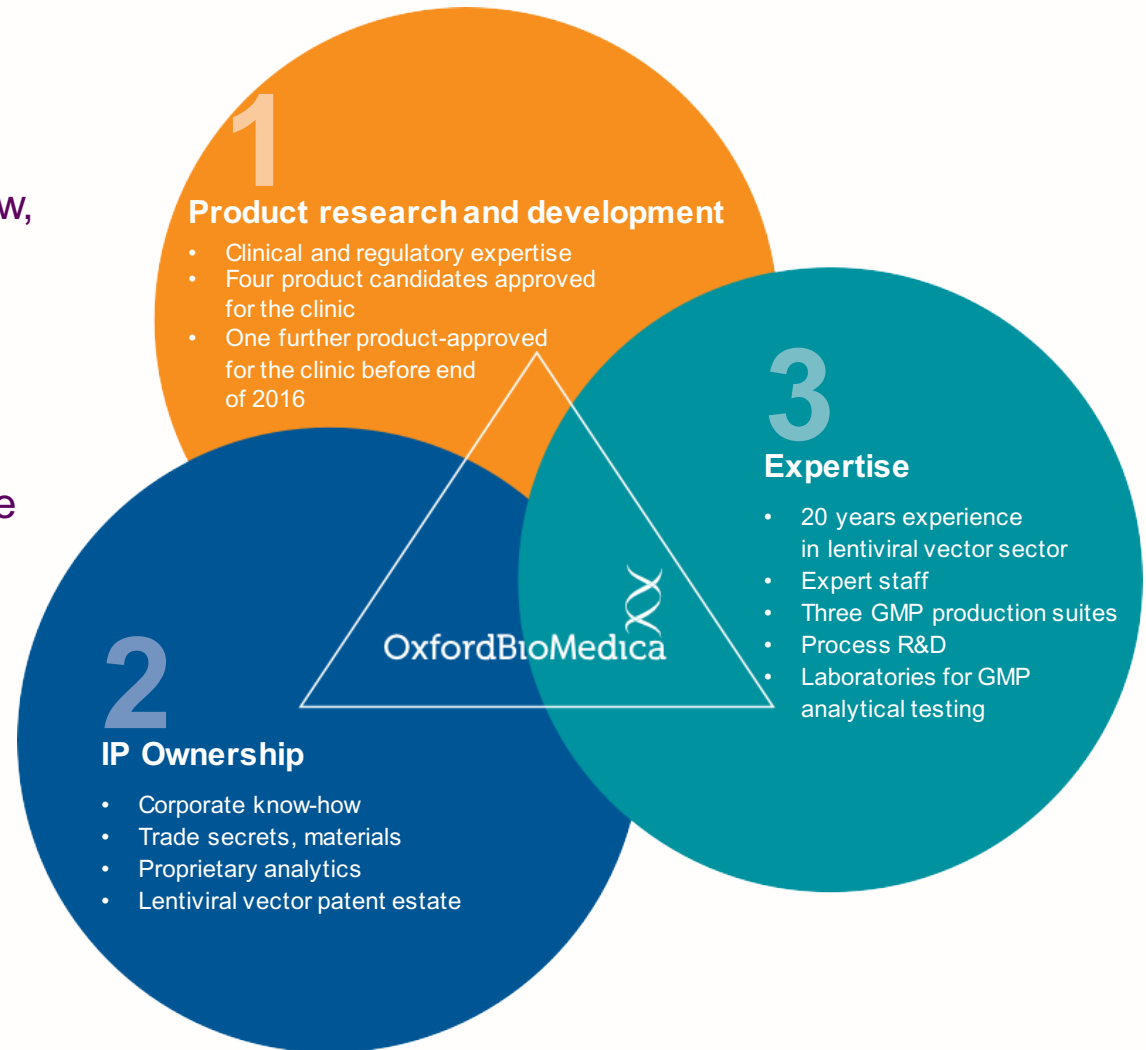 w,
e
1
Product research and development
• Clinical and regulatory expertise
• Four product candidates approved
for the clinic
• One further product-approved
for the clinic before end
of 2016
3
Expertise
• 20 years experience
in lentiviral vector sector
• Expert staff
• Three GMP production suites
• Process R&D
• Laboratories for GMP
analytical testing
OxfordBioMedica
2
IP Ownership
• Corporate know-how
• Trade secrets, materials
• Proprietary analytics
• Lentiviral vector patent estate